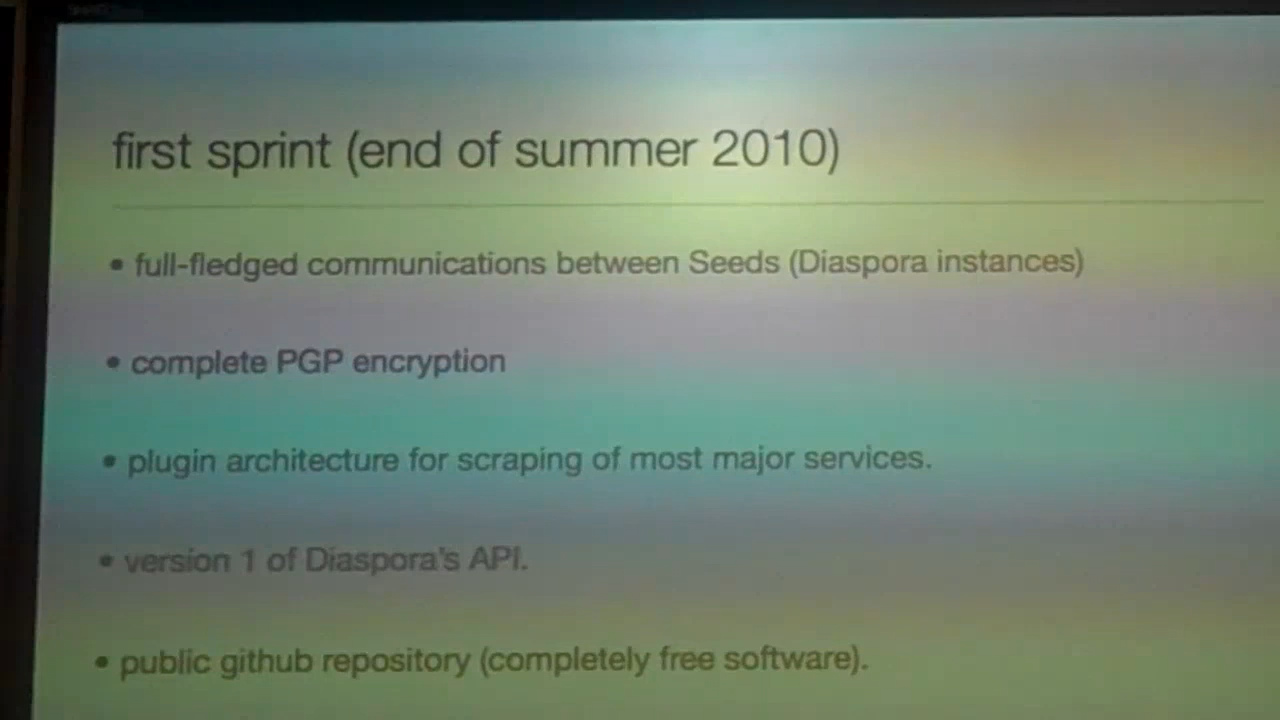 first sprint (end of summer 2010)
• full-fledged communications between Seeds (Diaspora instances)
• complete PGP encryption
• plugin architecture for scraping of most major services.
• version 1 of Diaspora's API.
• public github repository (completely free software).